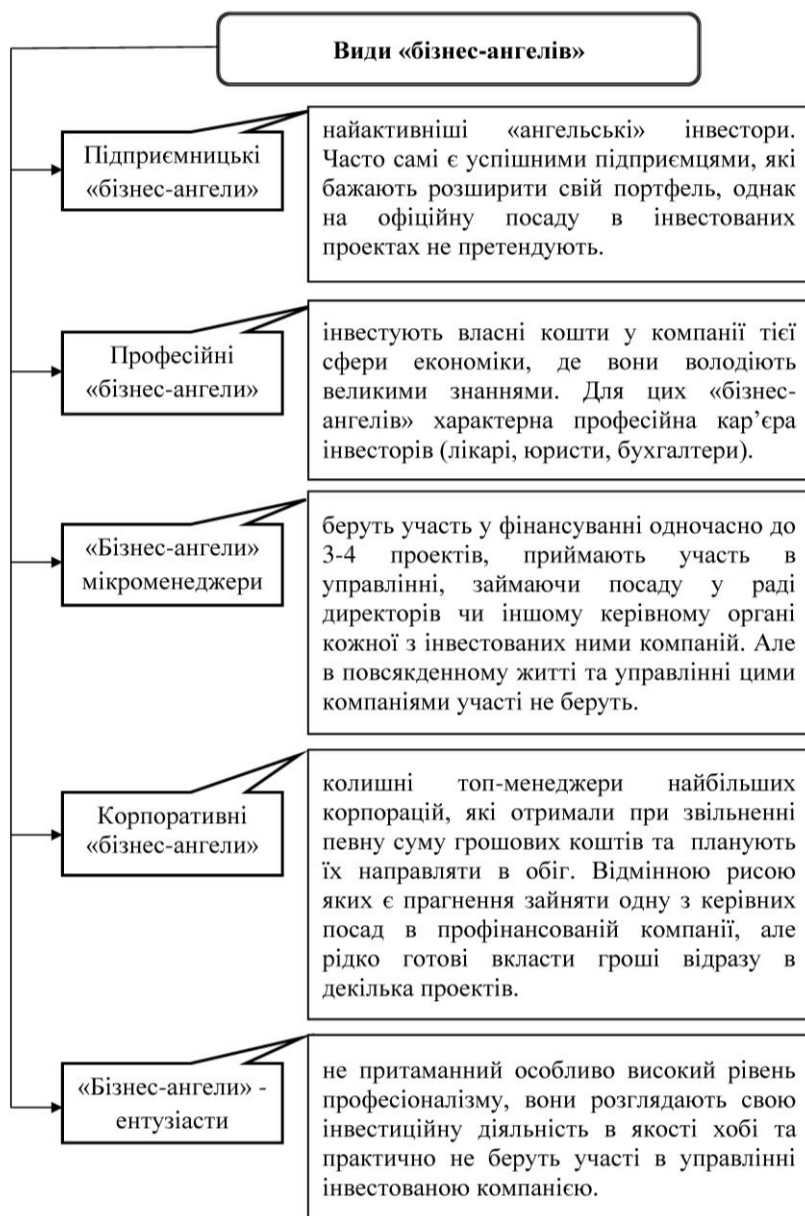 Види «бізнес-ангелів»
Підприємницькі
«бізнес-ангели»
найактивніші «ангельські» інвестори.
Часто самі є успішними підприємцями, які
бажають розширити свій портфель, однак
на офіційну посаду в інвестованих
проектах не претендують.
Професійні
«бізнес-ангели»
інвестують власні кошти у компанії тієї
сфери економіки, де вони володіють
великими знаннями. Для цих «бізнес-
ангелів» характерна професійна кар’єра
інвесторів (лікарі, юристи, бухгалтери).
«Бізнес-ангели»
мікроменеджери
беруть участь у фінансуванні одночасно до
3-4 проектів, приймають участь в
управлінні, займаючи посаду у раді
директорів чи іншому керівному органі
кожної з інвестованих ними компаній. Але
в повсякденному житті та управлінні цими
компаніями участі не беруть.
Корпоративні
«бізнес-ангели»
колишні топ-менеджери найбільших
корпорацій, які отримали при звільненні
певну суму грошових коштів та планують
їх направляти в обіг. Відмінною рисою
яких є прагнення зайняти одну з керівних
посад в профінансованій компанії, але
рідко готові вкласти гроші відразу в
декілька проектів.
«Бізнес-ангели» -
ентузіасти
не притаманний особливо високий рівень
професіоналізму, вони розглядають свою
інвестиційну діяльність в якості хобі та
практично не беруть участі в управлінні
інвестованою компанією.